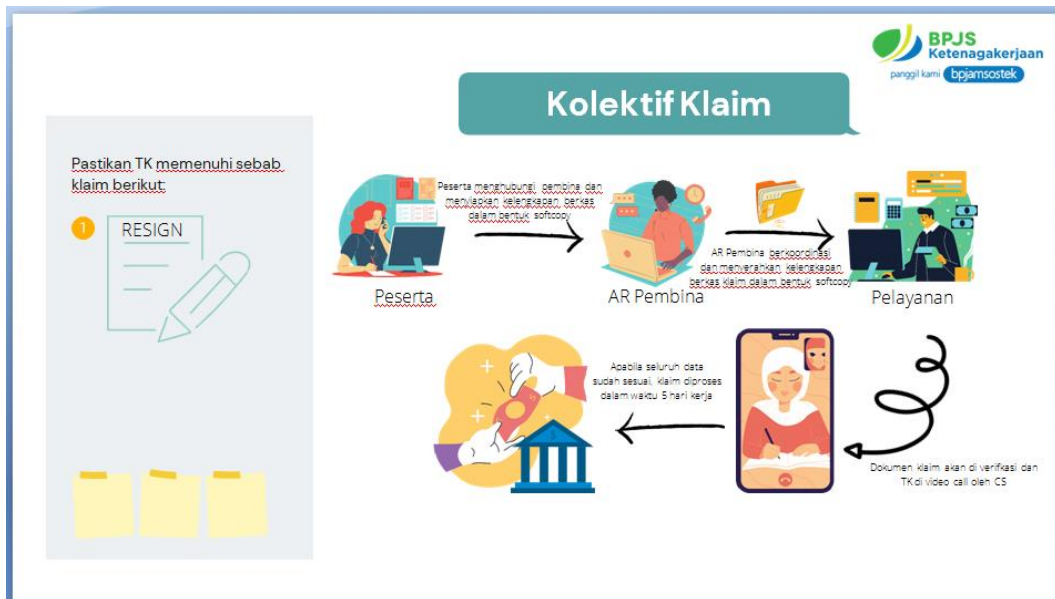 BPJS
Ketenagakerjaan
panggil kami bpjamsostek
Kolektif Klaim
Pastikan TK memenuhi sebab
klaim berikut:
1 RESIGN
Peserta menghubungi pembina dan
menyiapkan kelengkapan berkas
dalam bentuk softcopy
AR Pembina berkordinasi
dan menyerahkan kelengkapan
berkas klaim dalam bentuk softcopy
Peserta
AR Pembina
Pelayanan
Apabila seluruh data
sudah sesuai, klaim diproses
dalam waktu 5 hari kerja
Dokumen klaim akan di verifkasi dan
TK di video call oleh CS